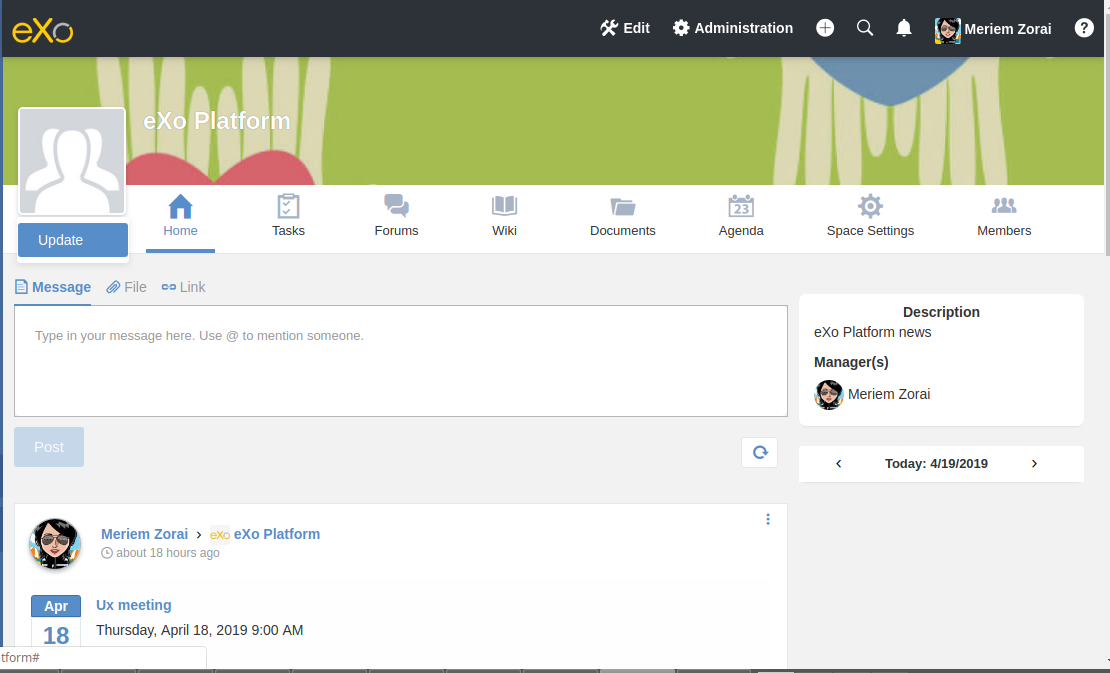 eXo
Edit
Administration
Meriem Zorai
?
eXo Platform
Update
Home
Tasks
Forums
Wiki
Documents
23
Agenda
Space Settings
Members
Message
File
Link
Type in your message here. Use @ to mention someone.
Post
Description
eXo Platform news
Manager(s)
Meriem Zorai
Today: 4/19/2019
Meriem Zorai › eXo eXo Platform
about 18 hours ago
Apr
18
Ux meeting
Thursday, April 18, 2019 9:00 AM
tform#